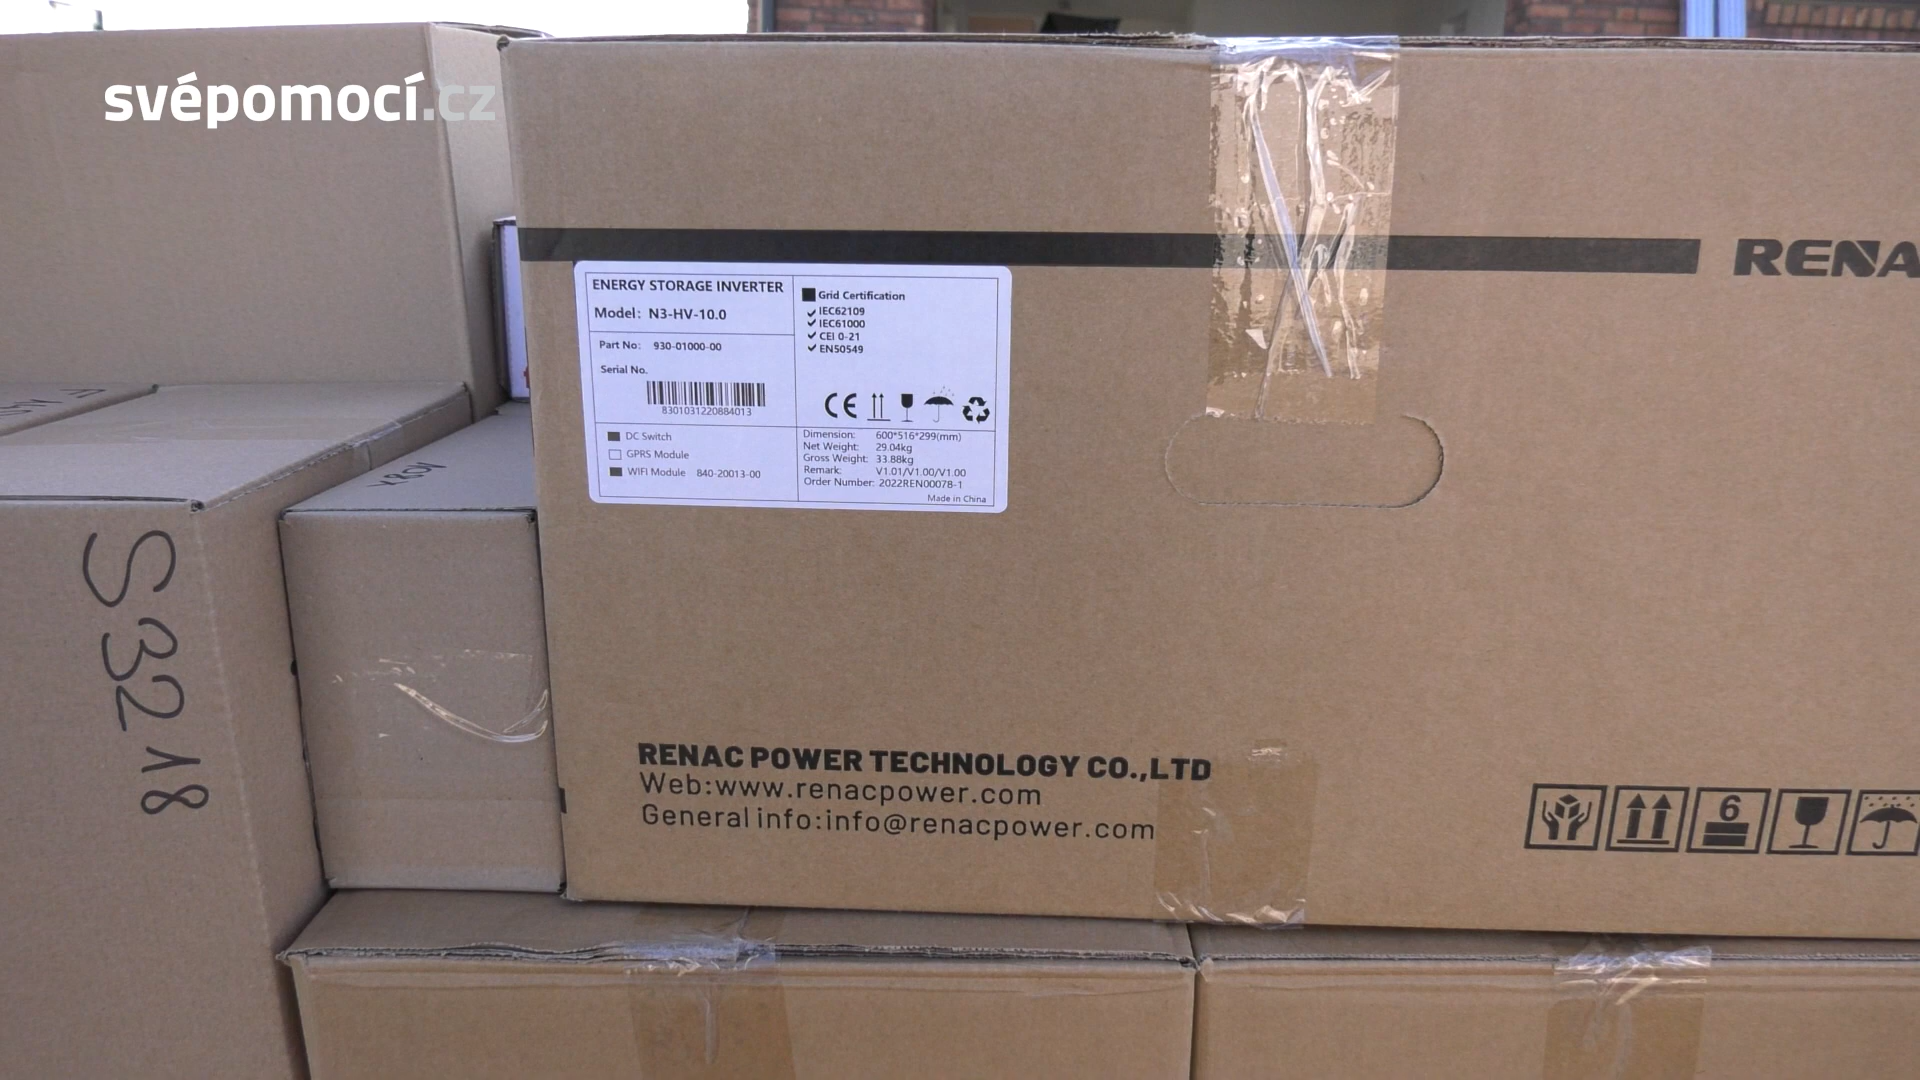 svépomocí.cz
RENA
ENERGY STORAGE INVERTER
Model: N3-HV-10.0
Part No: 930-01000-00
Serial No.
8301031220884013
DC Switch
GPRS Module
WIFI Module 840-20013-00
Grid Certification
IEC62109
IEC61000
CEI 0-21
EN50549
CE
Dimension: 600*516*299(mm)
Net Weight: 29.04kg
Gross Weight: 33.88kg
Remark: V1.01/V1.00/V1.00
Order Number: 2022REN00078-1
Made in China
108x
S3218
RENAC POWER TECHNOLOGY CO.,LTD
Web:www.renacpower.com
General info:info@renacpower.com
6